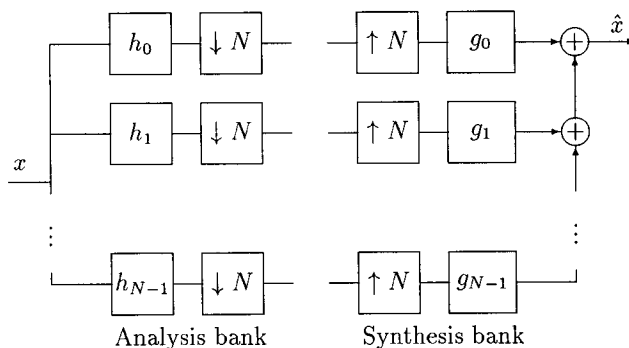 h₀ ↓ N ↑ N g₀ + x̂
h₁ ↓ N ↑ N g₁ +
x
⋮ ⋮
h_{N−1} ↓ N ↑ N g_{N−1}
Analysis bank Synthesis bank